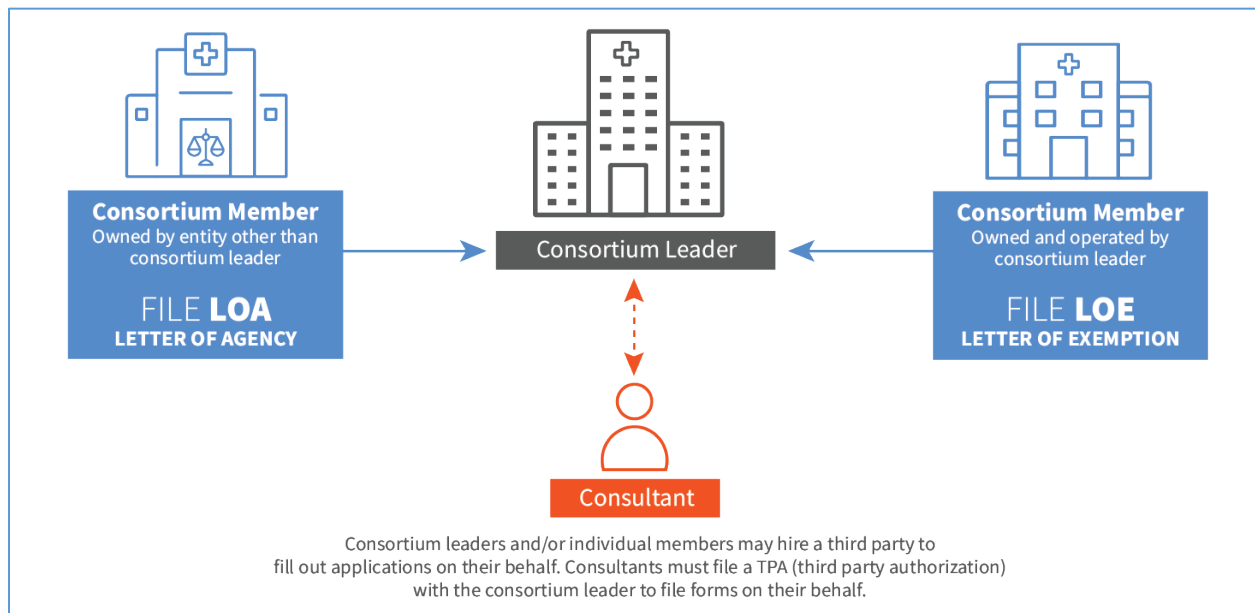 Consortium Member
Owned by entity other than
consortium leader
FILE LOA
LETTER OF AGENCY
Consortium Leader
Consortium Member
Owned and operated by
consortium leader
FILE LOE
LETTER OF EXEMPTION
Consultant
Consortium leaders and/or individual members may hire a third party to
fill out applications on their behalf. Consultants must file a TPA (third party authorization)
with the consortium leader to file forms on their behalf.